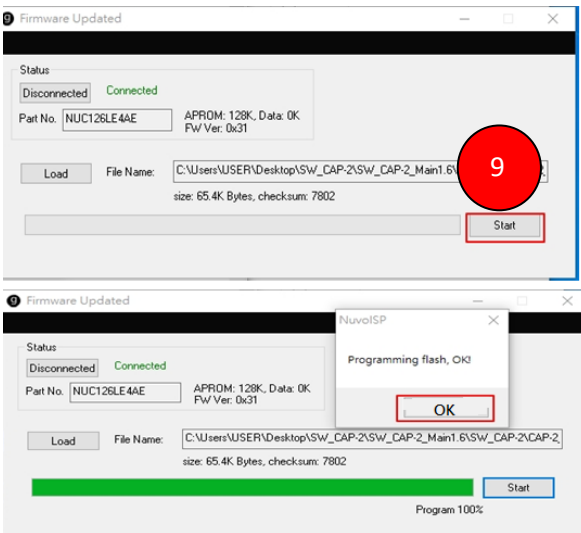 Firmware Updated
Status
Disconnected Connected
Part No. NUC126LE4AE APROM: 128K, Data: 0K
FW Ver: 0x31
Load File Name: C:\Users\USER\Desktop\SW_CAP-2\SW_CAP-2_Main1.6\
9
size: 65.4K Bytes, checksum: 7802
Start
Firmware Updated
NuvoISP
Programming flash, OK!
OK
Status
Disconnected Connected
Part No. NUC126LE4AE APROM: 128K, Data: 0K
FW Ver: 0x31
Load File Name: C:\Users\USER\Desktop\SW_CAP-2\SW_CAP-2_Main1.6\SW_CAP-2\CAP-2_
size: 65.4K Bytes, checksum: 7802
Start
Program 100%